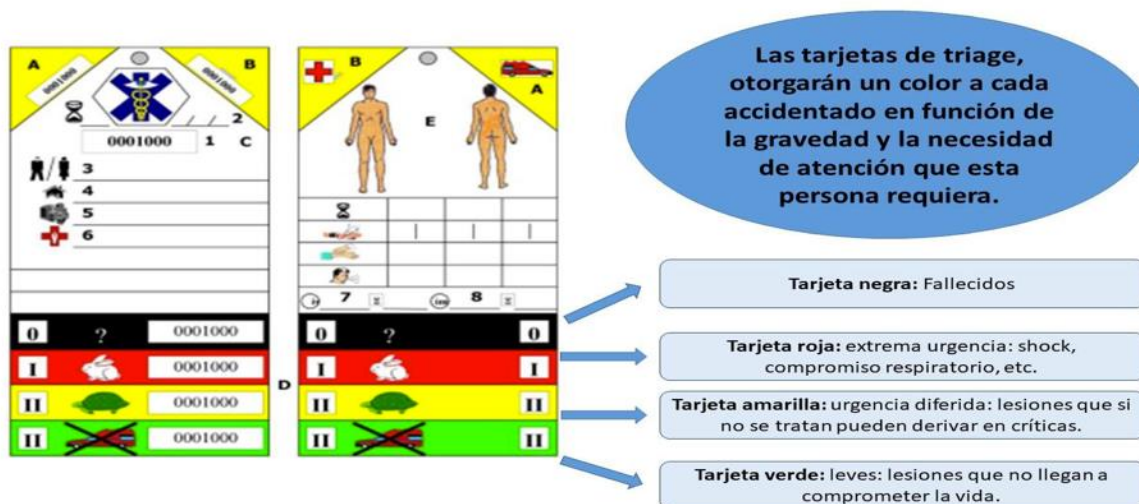 A
0001000
0001000
B
2
0001000
1
C
3
4
5
6
0
?
0001000
I
0001000
II
0001000
II
0001000
B
A
E
7
8
0
?
0
I
I
D
II
II
II
II
Las tarjetas de triage,
otorgarán un color a cada
accidentado en función de
la gravedad y la necesidad
de atención que esta
persona requiera.
Tarjeta negra: Fallecidos
Tarjeta roja: extrema urgencia: shock,
compromiso respiratorio, etc.
Tarjeta amarilla: urgencia diferida: lesiones que si
no se tratan pueden derivar en críticas.
Tarjeta verde: leves: lesiones que no llegan a
comprometer la vida.